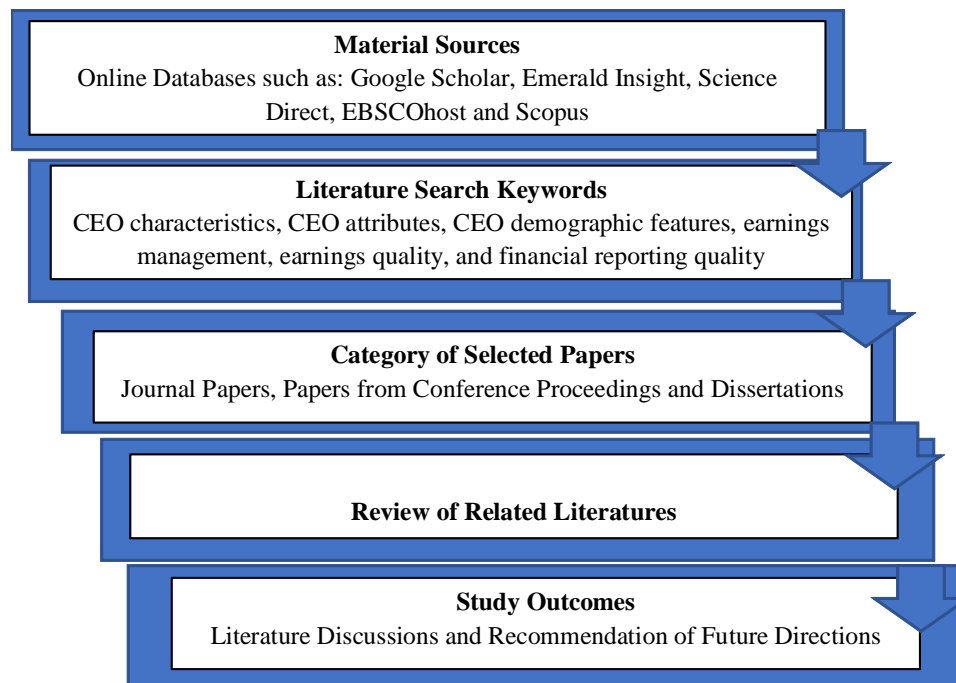 Material Sources
Online Databases such as: Google Scholar, Emerald Insight, Science
Direct, EBSCOhost and Scopus
Literature Search Keywords
CEO characteristics, CEO attributes, CEO demographic features, earnings
management, earnings quality, and financial reporting quality
Category of Selected Papers
Journal Papers, Papers from Conference Proceedings and Dissertations
Review of Related Literatures
Study Outcomes
Literature Discussions and Recommendation of Future Directions